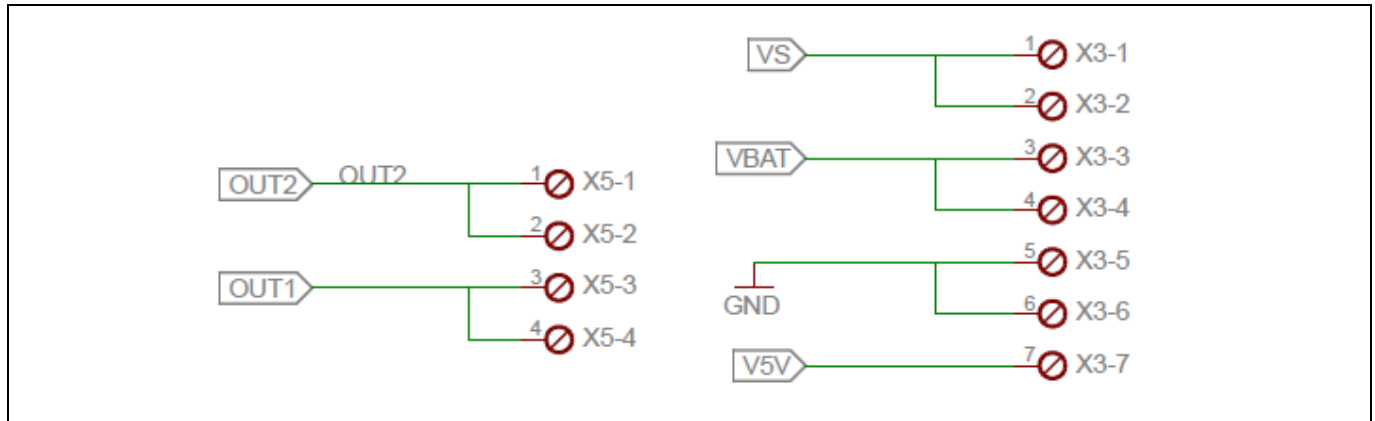 OUT2 OUT2 1 X5-1
2 X5-2
OUT1 3 X5-3
4 X5-4
VS 1 X3-1
2 X3-2
VBAT 3 X3-3
4 X3-4
5 X3-5
GND
6 X3-6
V5V 7 X3-7